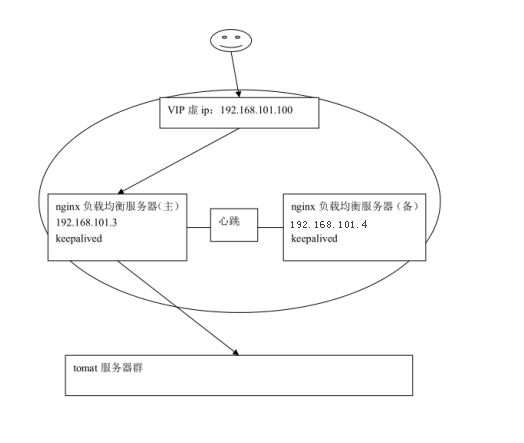 VIP 虚 ip：192.168.101.100
nginx 负载均衡服务器（主）
192.168.101.3
keepalived
心跳
nginx 负载均衡服务器（备）
192.168.101.4
keepalived
tomat 服务器群